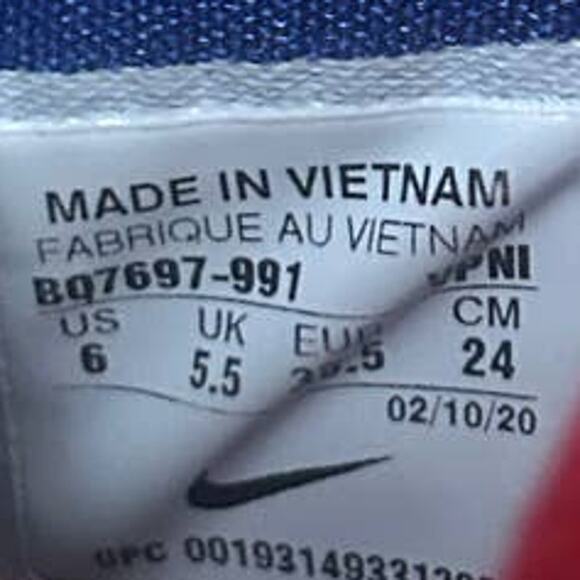 MADE IN VIETNAM
FABRIQUE AU VIETNAM
BQ7697-991
US UK EUR CM
6 5.5 24
02/10/20
UPC